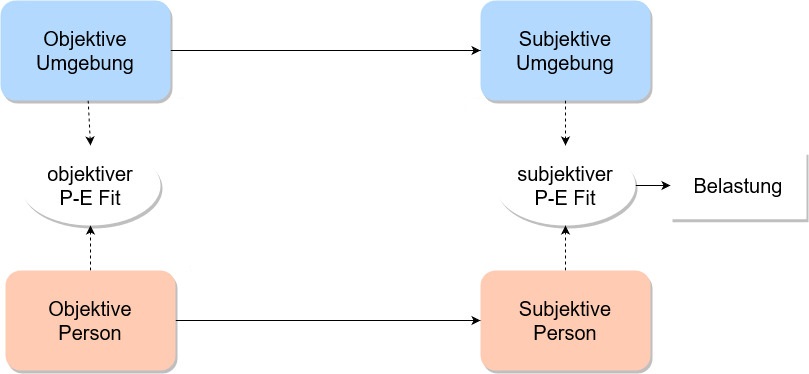 Objektive
Umgebung
Subjektive
Umgebung
objektiver
P-E Fit
subjektiver
P-E Fit
Belastung
Objektive
Person
Subjektive
Person